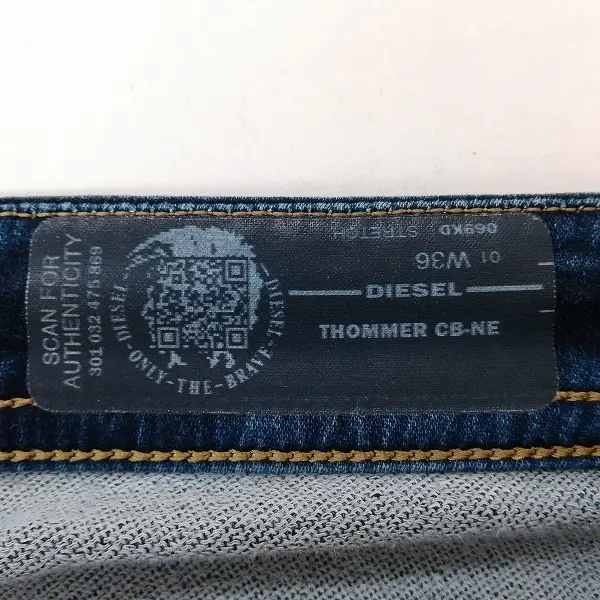 SCAN FOR
AUTHENTICITY
301 032 475 869
DIESEL
-ONLY-THE-BRAVE-
DIESEL
069KD
STRETCH
01 W36
DIESEL
THOMMER CB-NE